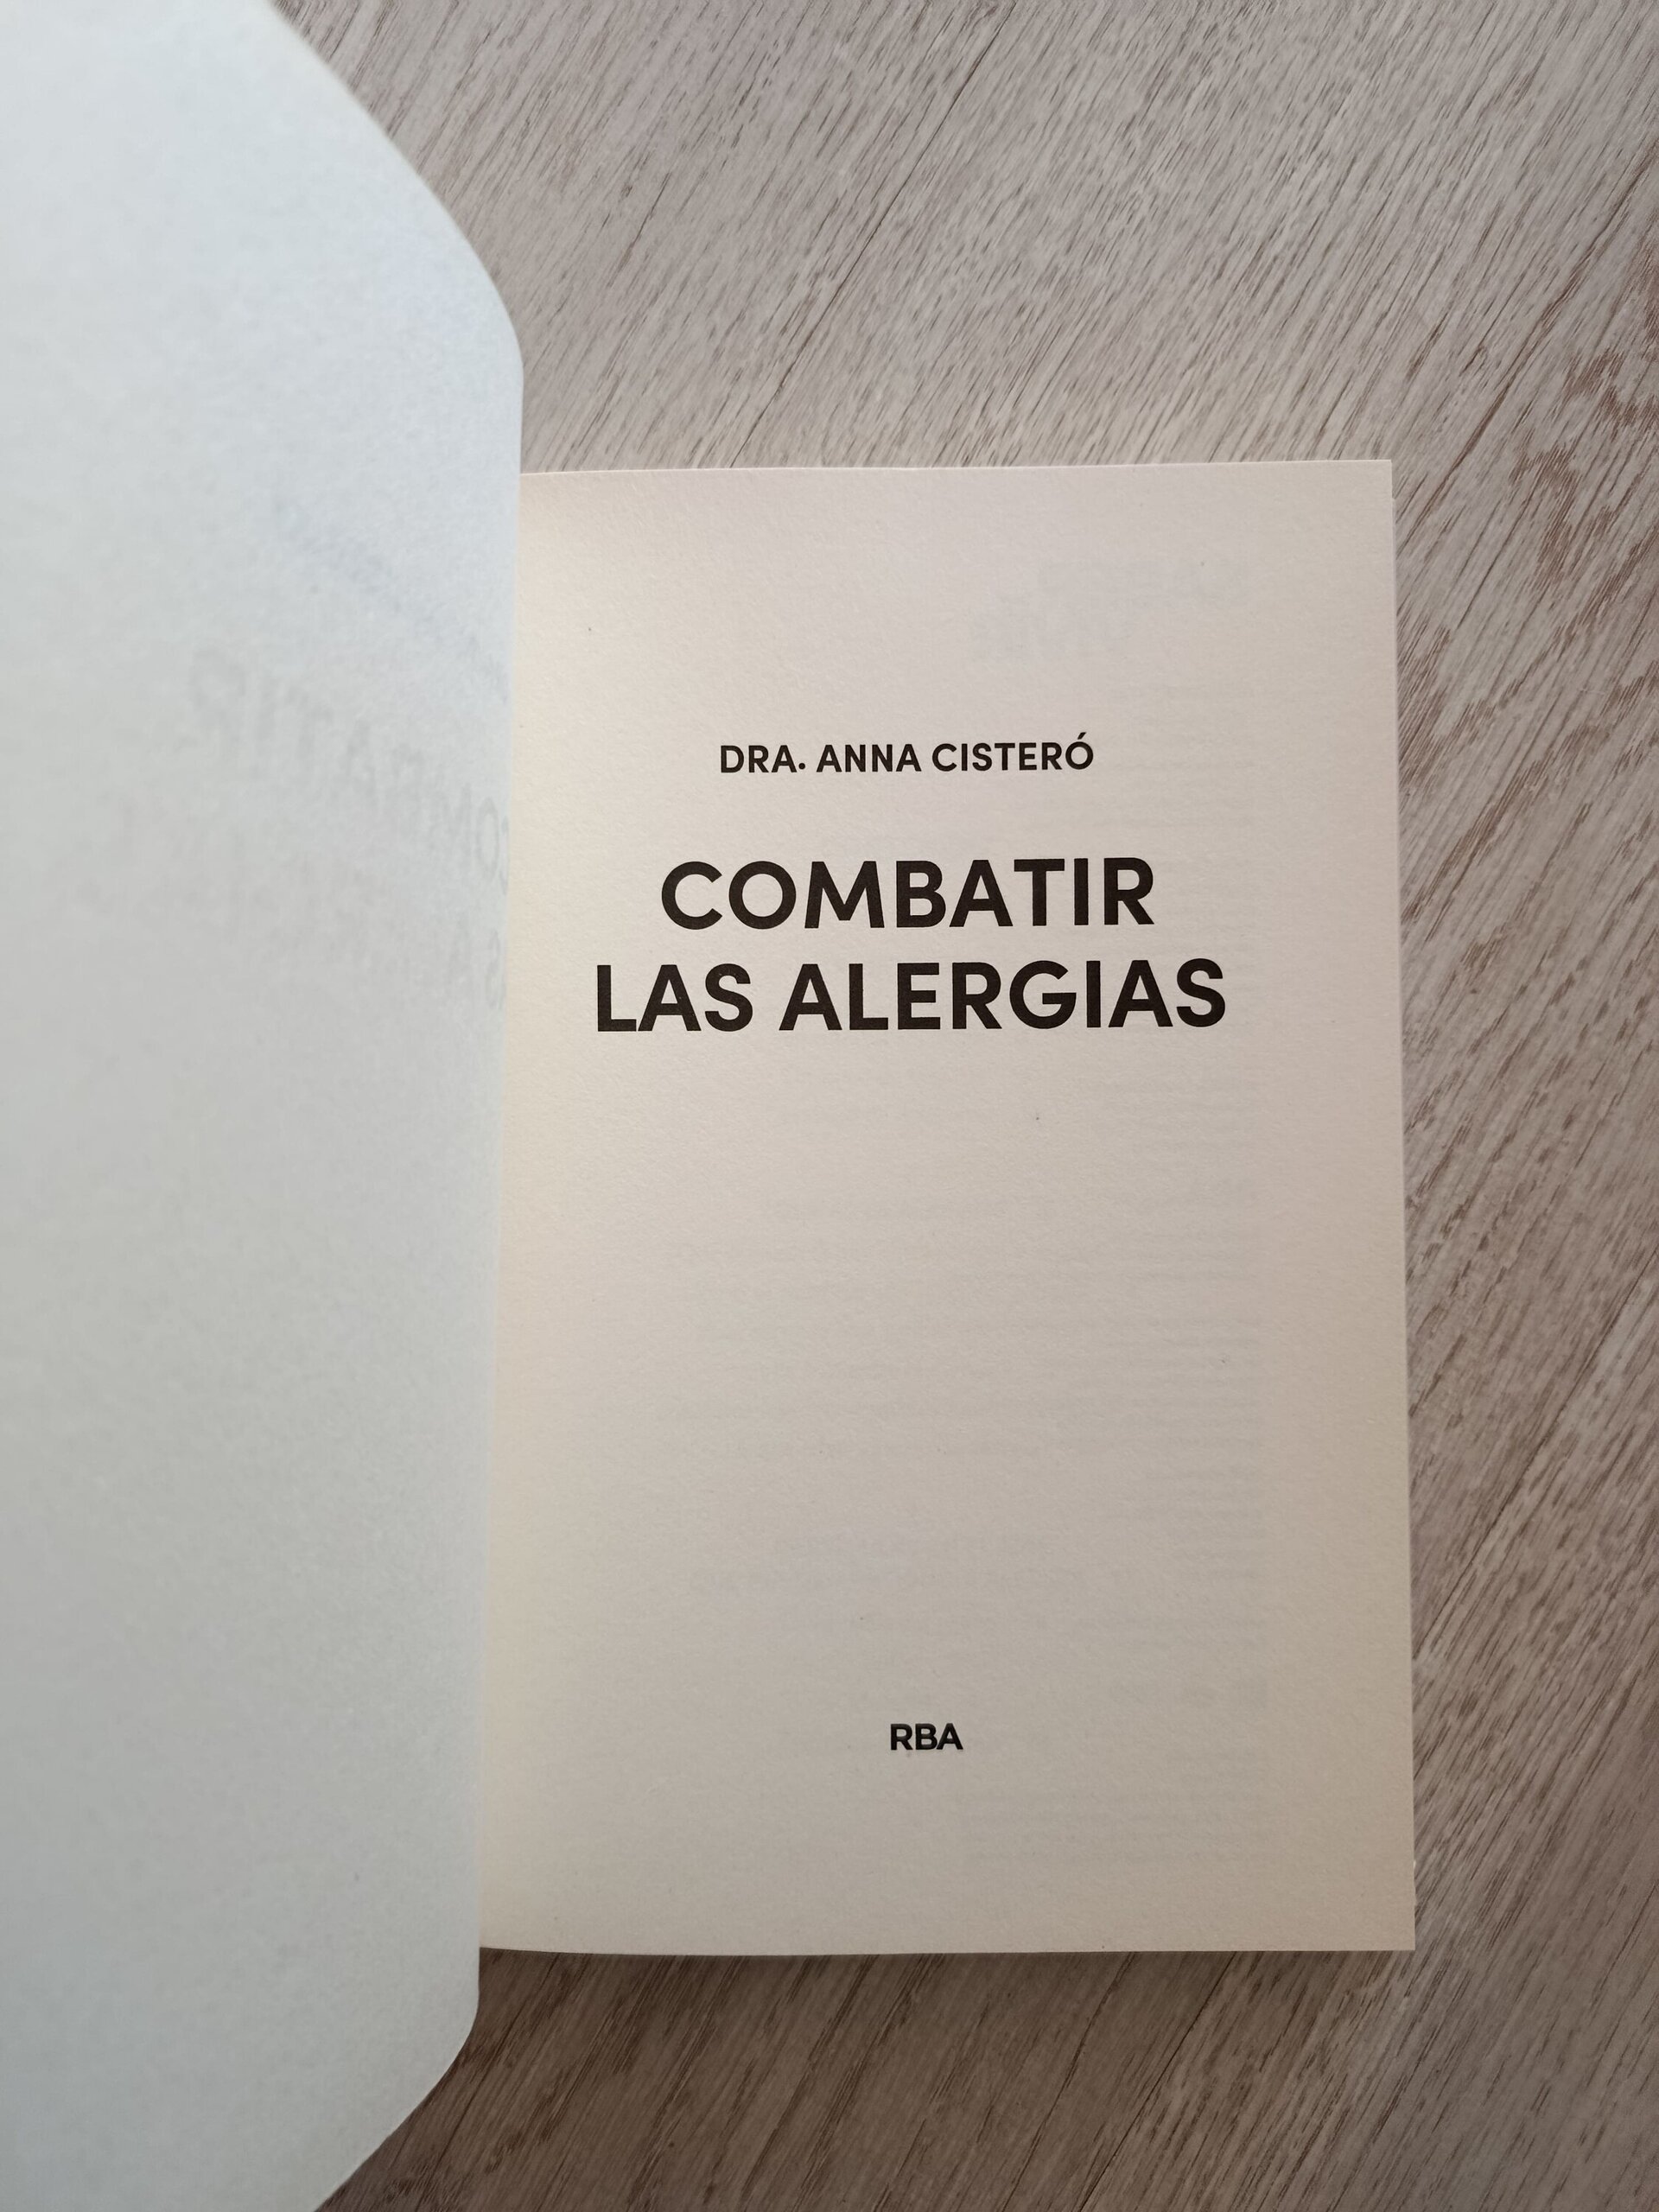 DRA. ANNA CISTERÓ
COMBATIR
LAS ALERGIAS
RBA